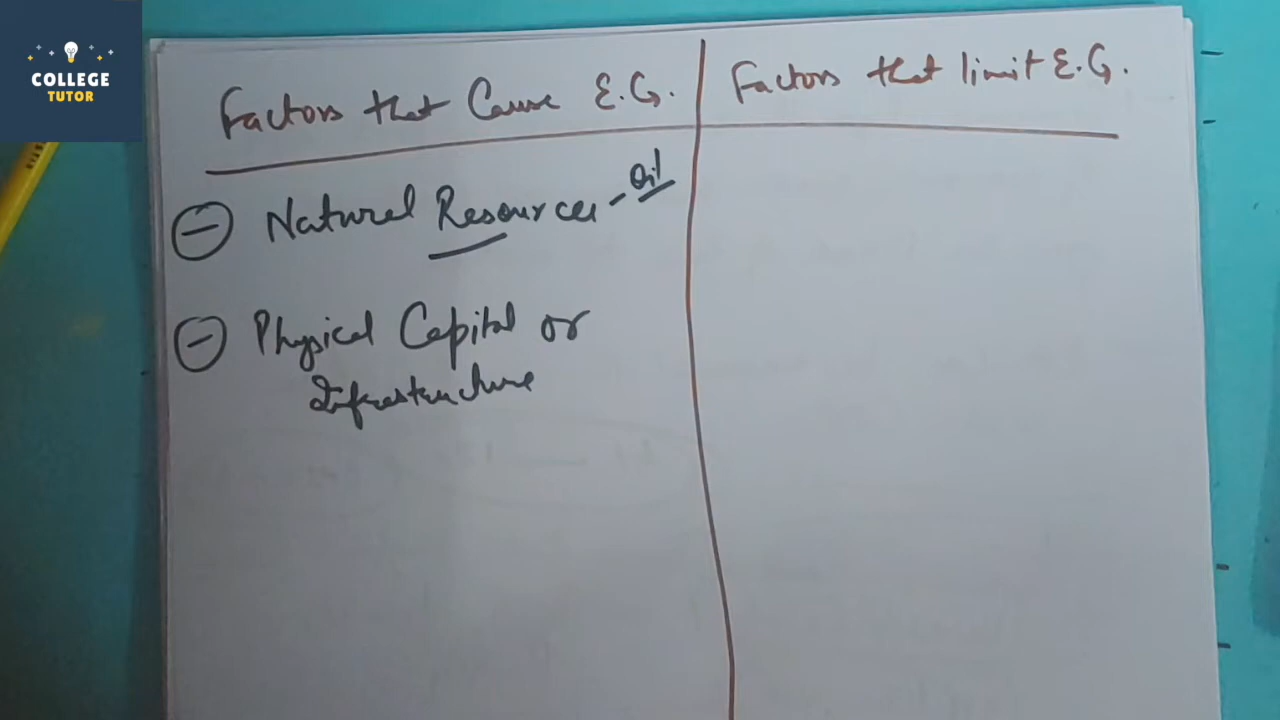 COLLEGE
TUTOR
Factors that Cause E.G.
Factors that limit E.G.
Natural Resources - Oil
Physical Capital or
Infrastructure